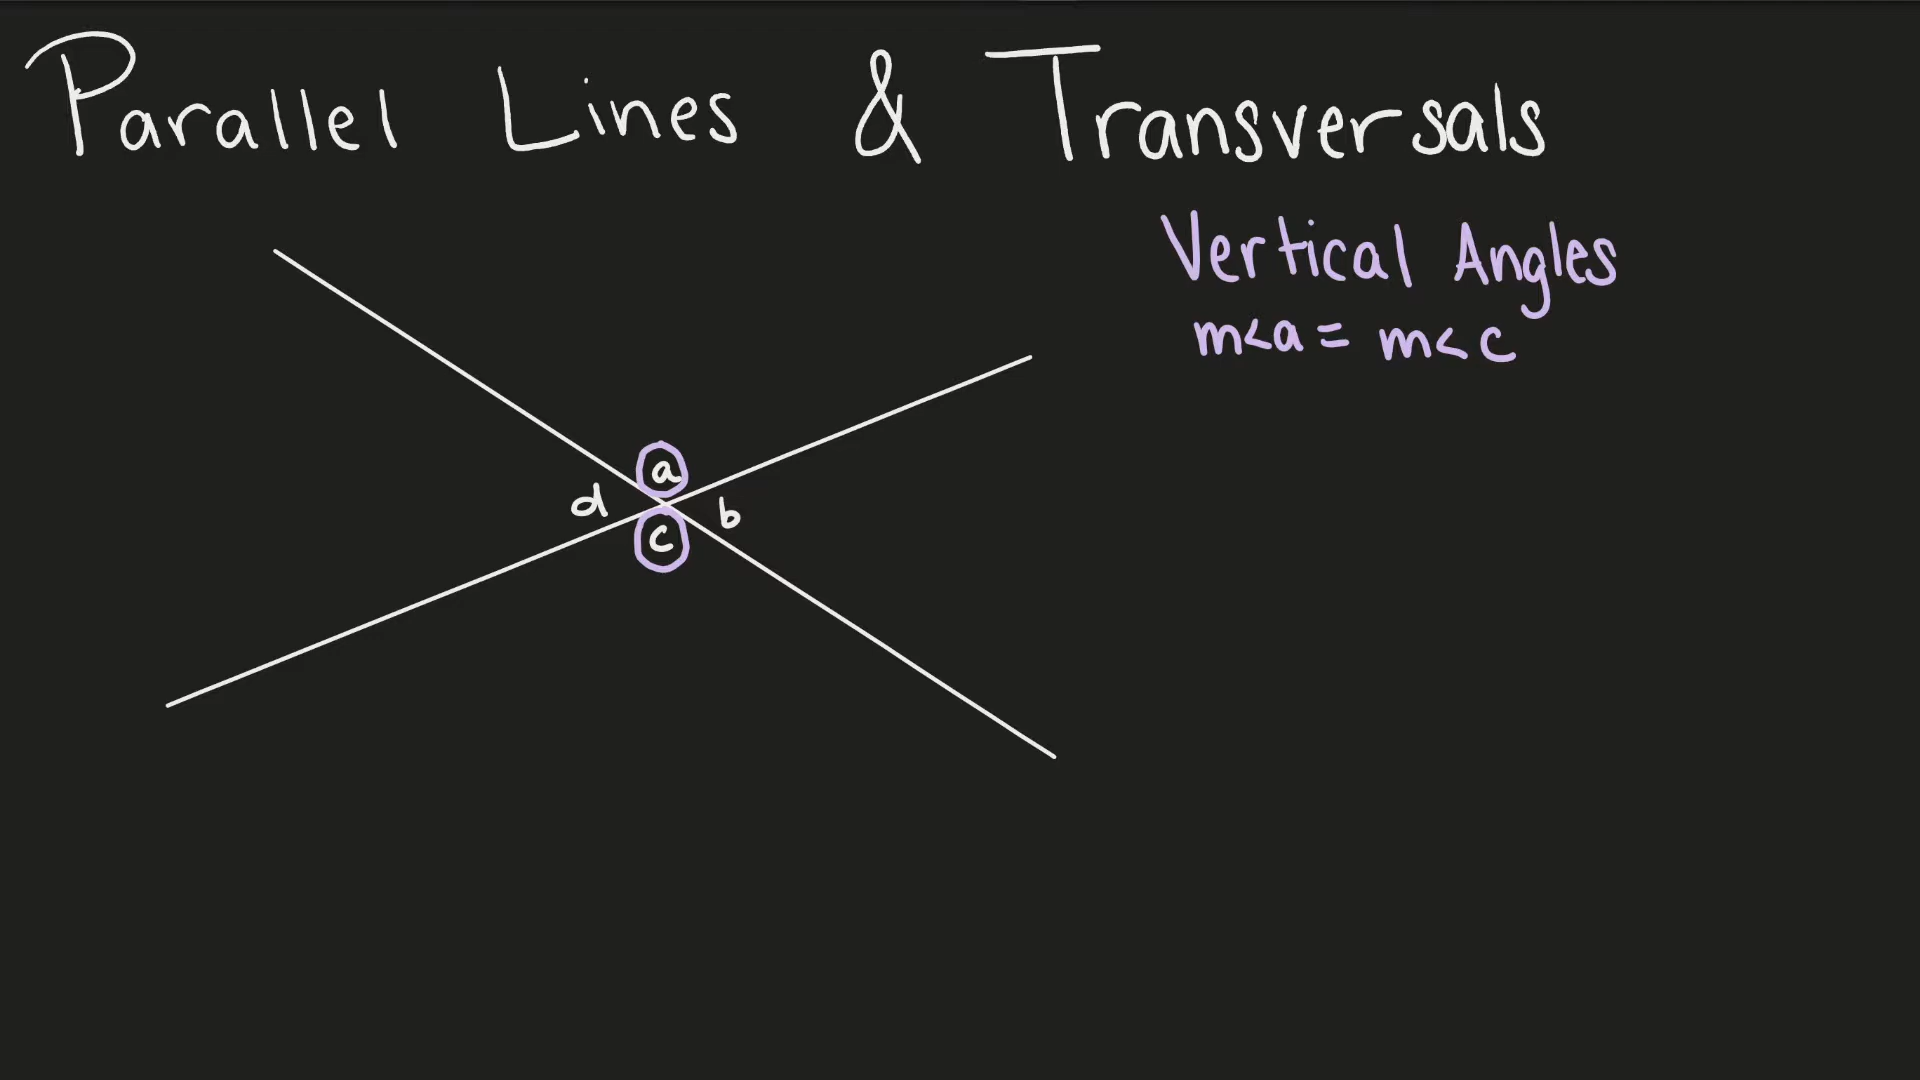 Parallel Lines & Transversals
Vertical Angles
m<a = m<c
a
d
b
c